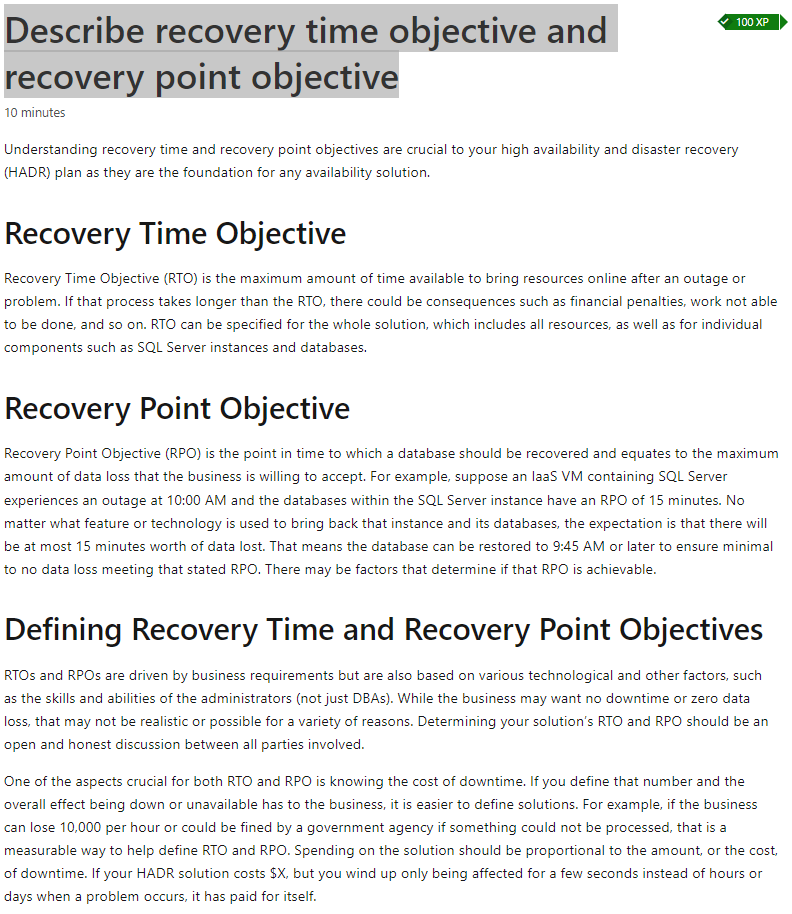 Describe recovery time objective and
recovery point objective
100 XP
10 minutes
Understanding recovery time and recovery point objectives are crucial to your high availability and disaster recovery
(HADR) plan as they are the foundation for any availability solution.
Recovery Time Objective
Recovery Time Objective (RTO) is the maximum amount of time available to bring resources online after an outage or
problem. If that process takes longer than the RTO, there could be consequences such as financial penalties, work not able
to be done, and so on. RTO can be specified for the whole solution, which includes all resources, as well as for individual
components such as SQL Server instances and databases.
Recovery Point Objective
Recovery Point Objective (RPO) is the point in time to which a database should be recovered and equates to the maximum
amount of data loss that the business is willing to accept. For example, suppose an IaaS VM containing SQL Server
experiences an outage at 10:00 AM and the databases within the SQL Server instance have an RPO of 15 minutes. No
matter what feature or technology is used to bring back that instance and its databases, the expectation is that there will
be at most 15 minutes worth of data lost. That means the database can be restored to 9:45 AM or later to ensure minimal
to no data loss meeting that stated RPO. There may be factors that determine if that RPO is achievable.
Defining Recovery Time and Recovery Point Objectives
RTOs and RPOs are driven by business requirements but are also based on various technological and other factors, such
as the skills and abilities of the administrators (not just DBAs). While the business may want no downtime or zero data
loss, that may not be realistic or possible for a variety of reasons. Determining your solution's RTO and RPO should be an
open and honest discussion between all parties involved.
One of the aspects crucial for both RTO and RPO is knowing the cost of downtime. If you define that number and the
overall effect being down or unavailable has to the business, it is easier to define solutions. For example, if the business
can lose 10,000 per hour or could be fined by a government agency if something could not be processed, that is a
measurable way to help define RTO and RPO. Spending on the solution should be proportional to the amount, or the cost,
of downtime. If your HADR solution costs $X, but you wind up only being affected for a few seconds instead of hours or
days when a problem occurs, it has paid for itself.